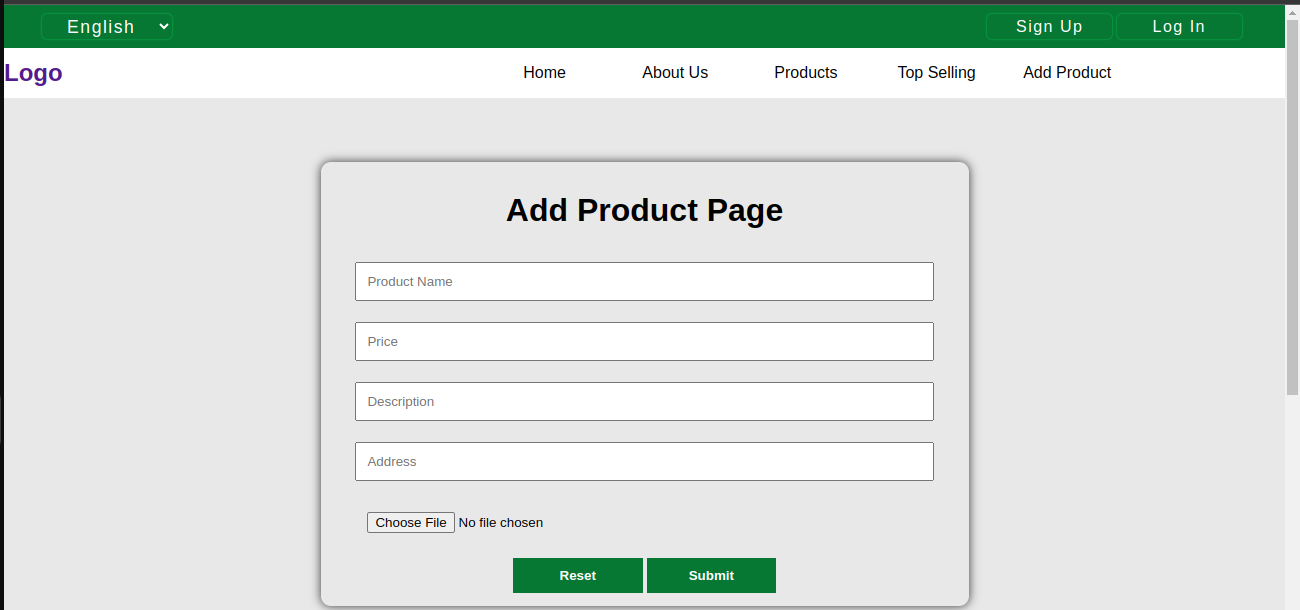 English Sign Up Log In
Logo Home About Us Products Top Selling Add Product
Add Product Page
Product Name
Price
Description
Address
Choose File No file chosen
Reset Submit